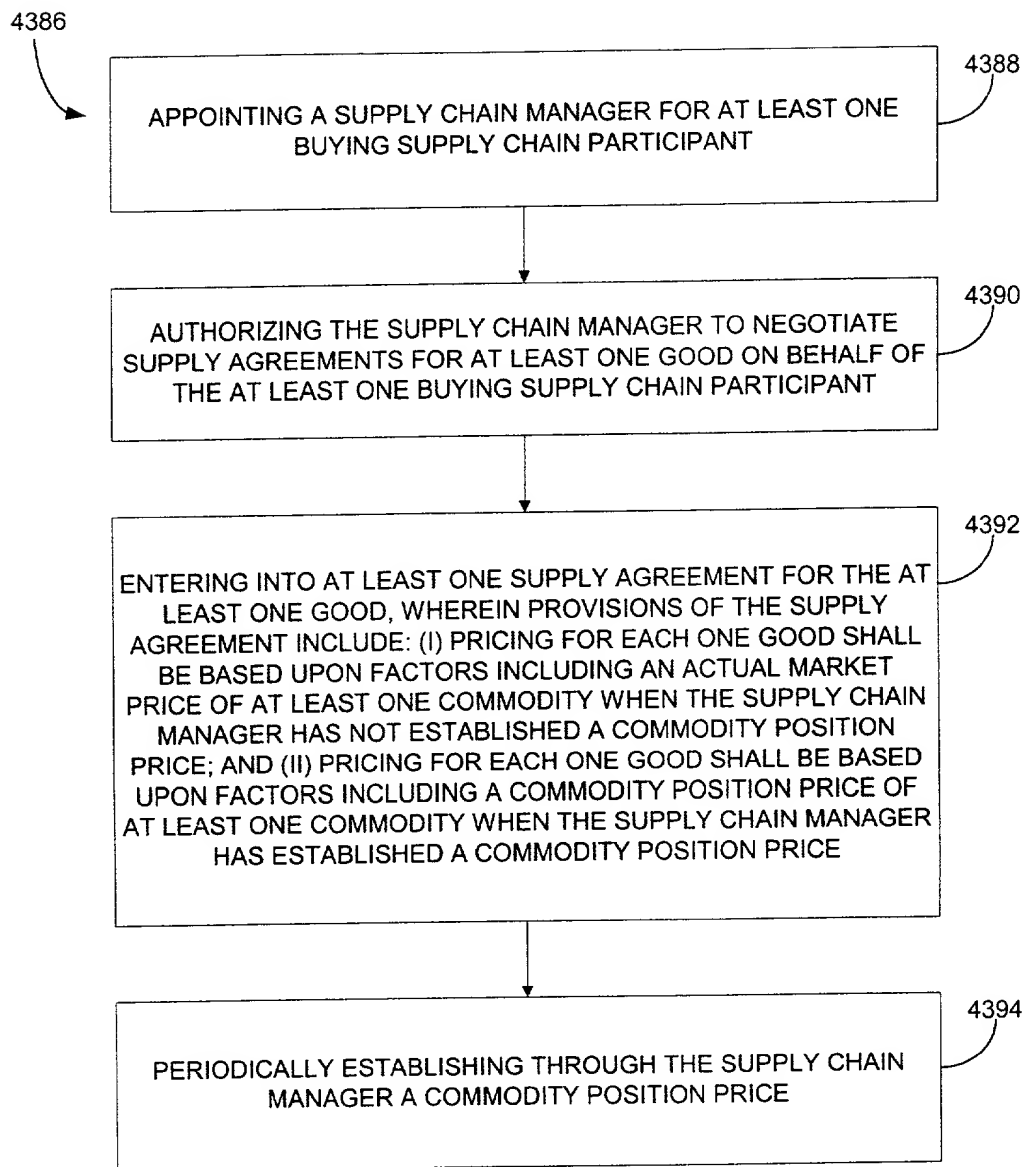 4386
4388
APPOINTING A SUPPLY CHAIN MANAGER FOR AT LEAST ONE
BUYING SUPPLY CHAIN PARTICIPANT
4390
AUTHORIZING THE SUPPLY CHAIN MANAGER TO NEGOTIATE
SUPPLY AGREEMENTS FOR AT LEAST ONE GOOD ON BEHALF OF
THE AT LEAST ONE BUYING SUPPLY CHAIN PARTICIPANT
4392
ENTERING INTO AT LEAST ONE SUPPLY AGREEMENT FOR THE AT
LEAST ONE GOOD, WHEREIN PROVISIONS OF THE SUPPLY
AGREEMENT INCLUDE: (I) PRICING FOR EACH ONE GOOD SHALL
BE BASED UPON FACTORS INCLUDING AN ACTUAL MARKET
PRICE OF AT LEAST ONE COMMODITY WHEN THE SUPPLY CHAIN
MANAGER HAS NOT ESTABLISHED A COMMODITY POSITION
PRICE; AND (II) PRICING FOR EACH ONE GOOD SHALL BE BASED
UPON FACTORS INCLUDING A COMMODITY POSITION PRICE OF
AT LEAST ONE COMMODITY WHEN THE SUPPLY CHAIN MANAGER
HAS ESTABLISHED A COMMODITY POSITION PRICE
4394
PERIODICALLY ESTABLISHING THROUGH THE SUPPLY CHAIN
MANAGER A COMMODITY POSITION PRICE